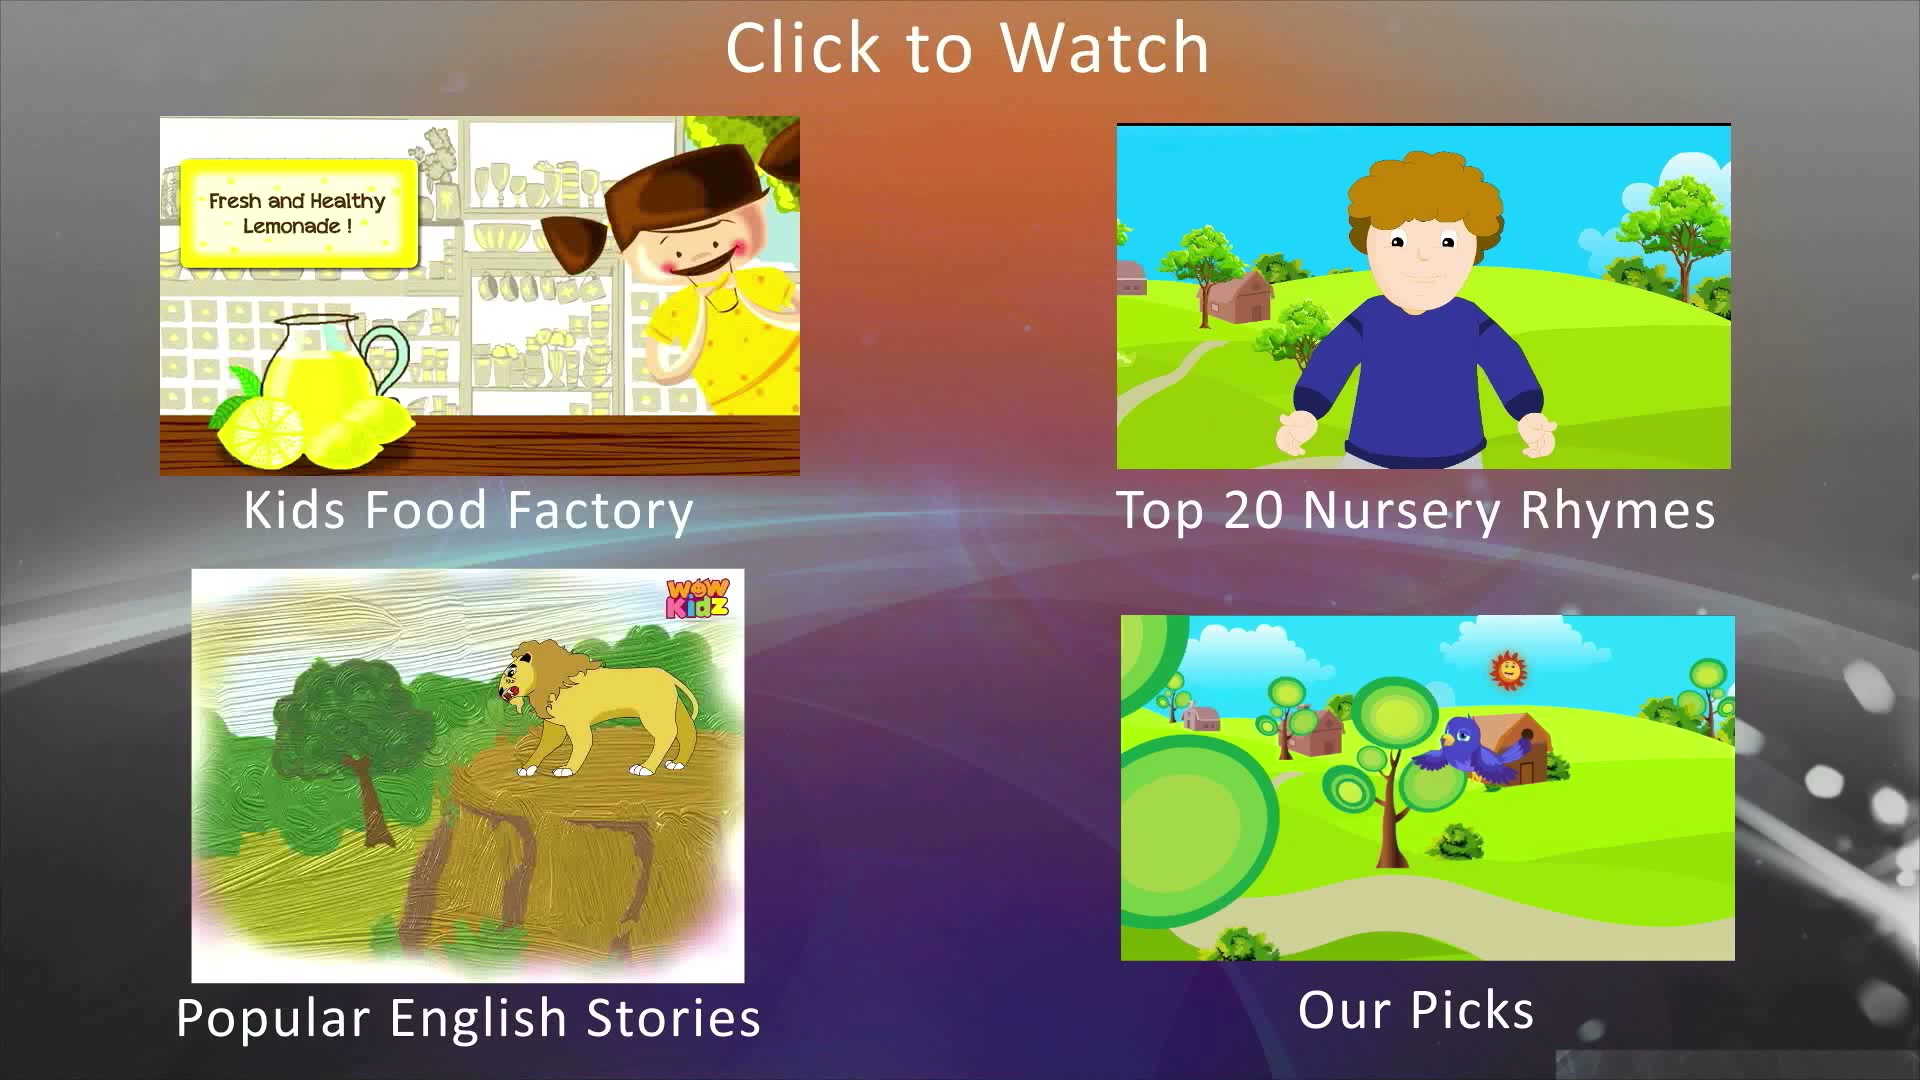 Click to Watch
Fresh and Healthy
Lemonade !
Kids Food Factory
Top 20 Nursery Rhymes
WOW
Kidz
Popular English Stories
Our Picks